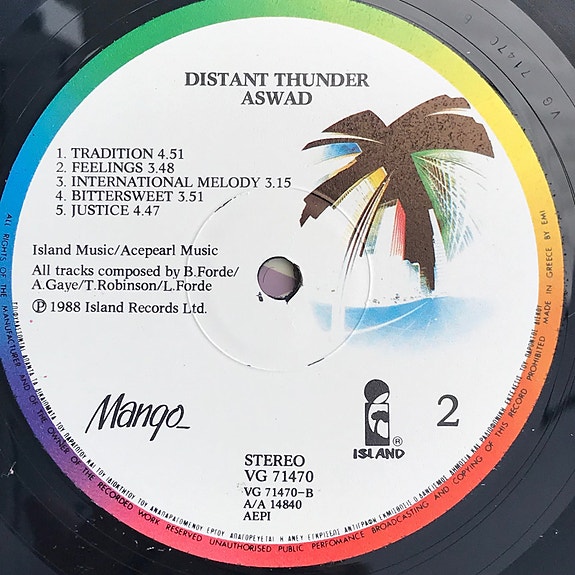 DISTANT THUNDER
ASWAD
1. TRADITION 4.51
2. FEELINGS 3.48
3. INTERNATIONAL MELODY 3.15
4. BITTERSWEET 3.51
5. JUSTICE 4.47
Island Music/Acepearl Music
All tracks composed by B.Forde/
A.Gaye/T.Robinson/L.Forde
Ⓟ 1988 Island Records Ltd.
Mango
ISLAND
®
2
STEREO
VG 71470
VG 71470-B
A/A 14840
AEPI
ALL RIGHTS OF THE MANUFACTURER AND OF THE OWNER OF THE RECORDED WORK RESERVED UNAUTHORISED PUBLIC PERFOMANCE BROADCASTING AND COPYING OF THIS RECORD PROHIBITED MADE IN GREECE BY EMI
VG 71470